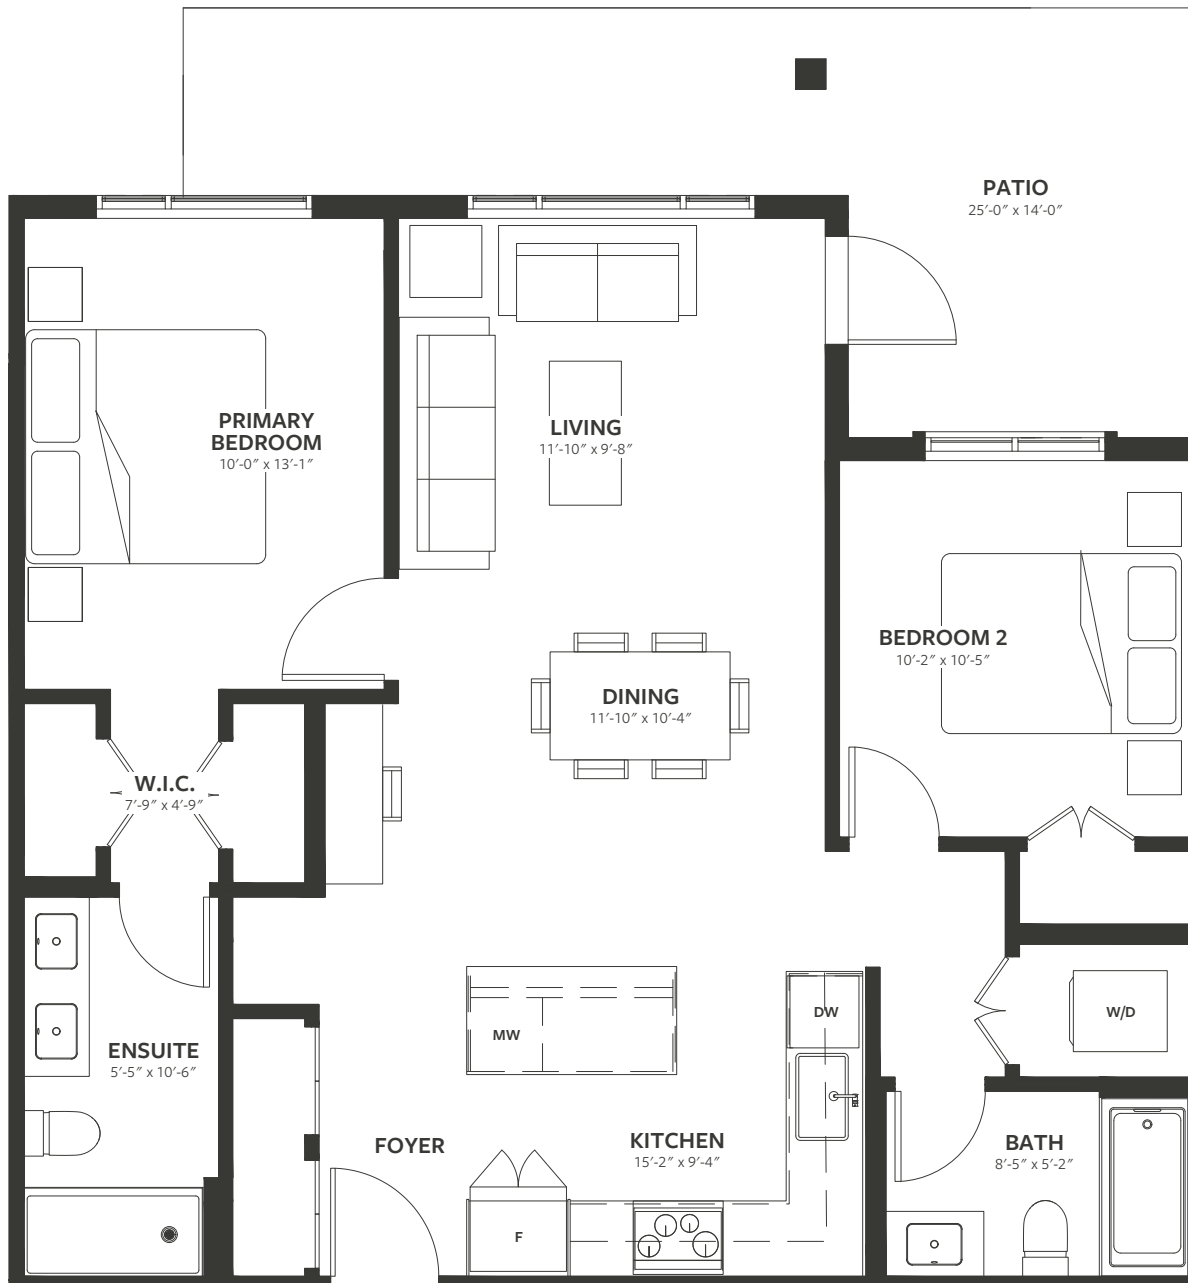 PATIO
25′-0″ x 14′-0″
PRIMARY
BEDROOM
10′-0″ x 13′-1″
LIVING
11′-10″ x 9′-8″
BEDROOM 2
10′-2″ x 10′-5″
DINING
11′-10″ x 10′-4″
W.I.C.
7′-9″ x 4′-9″
MW
DW
W/D
ENSUITE
5′-5″ x 10′-6″
FOYER
KITCHEN
15′-2″ x 9′-4″
BATH
8′-5″ x 5′-2″
F